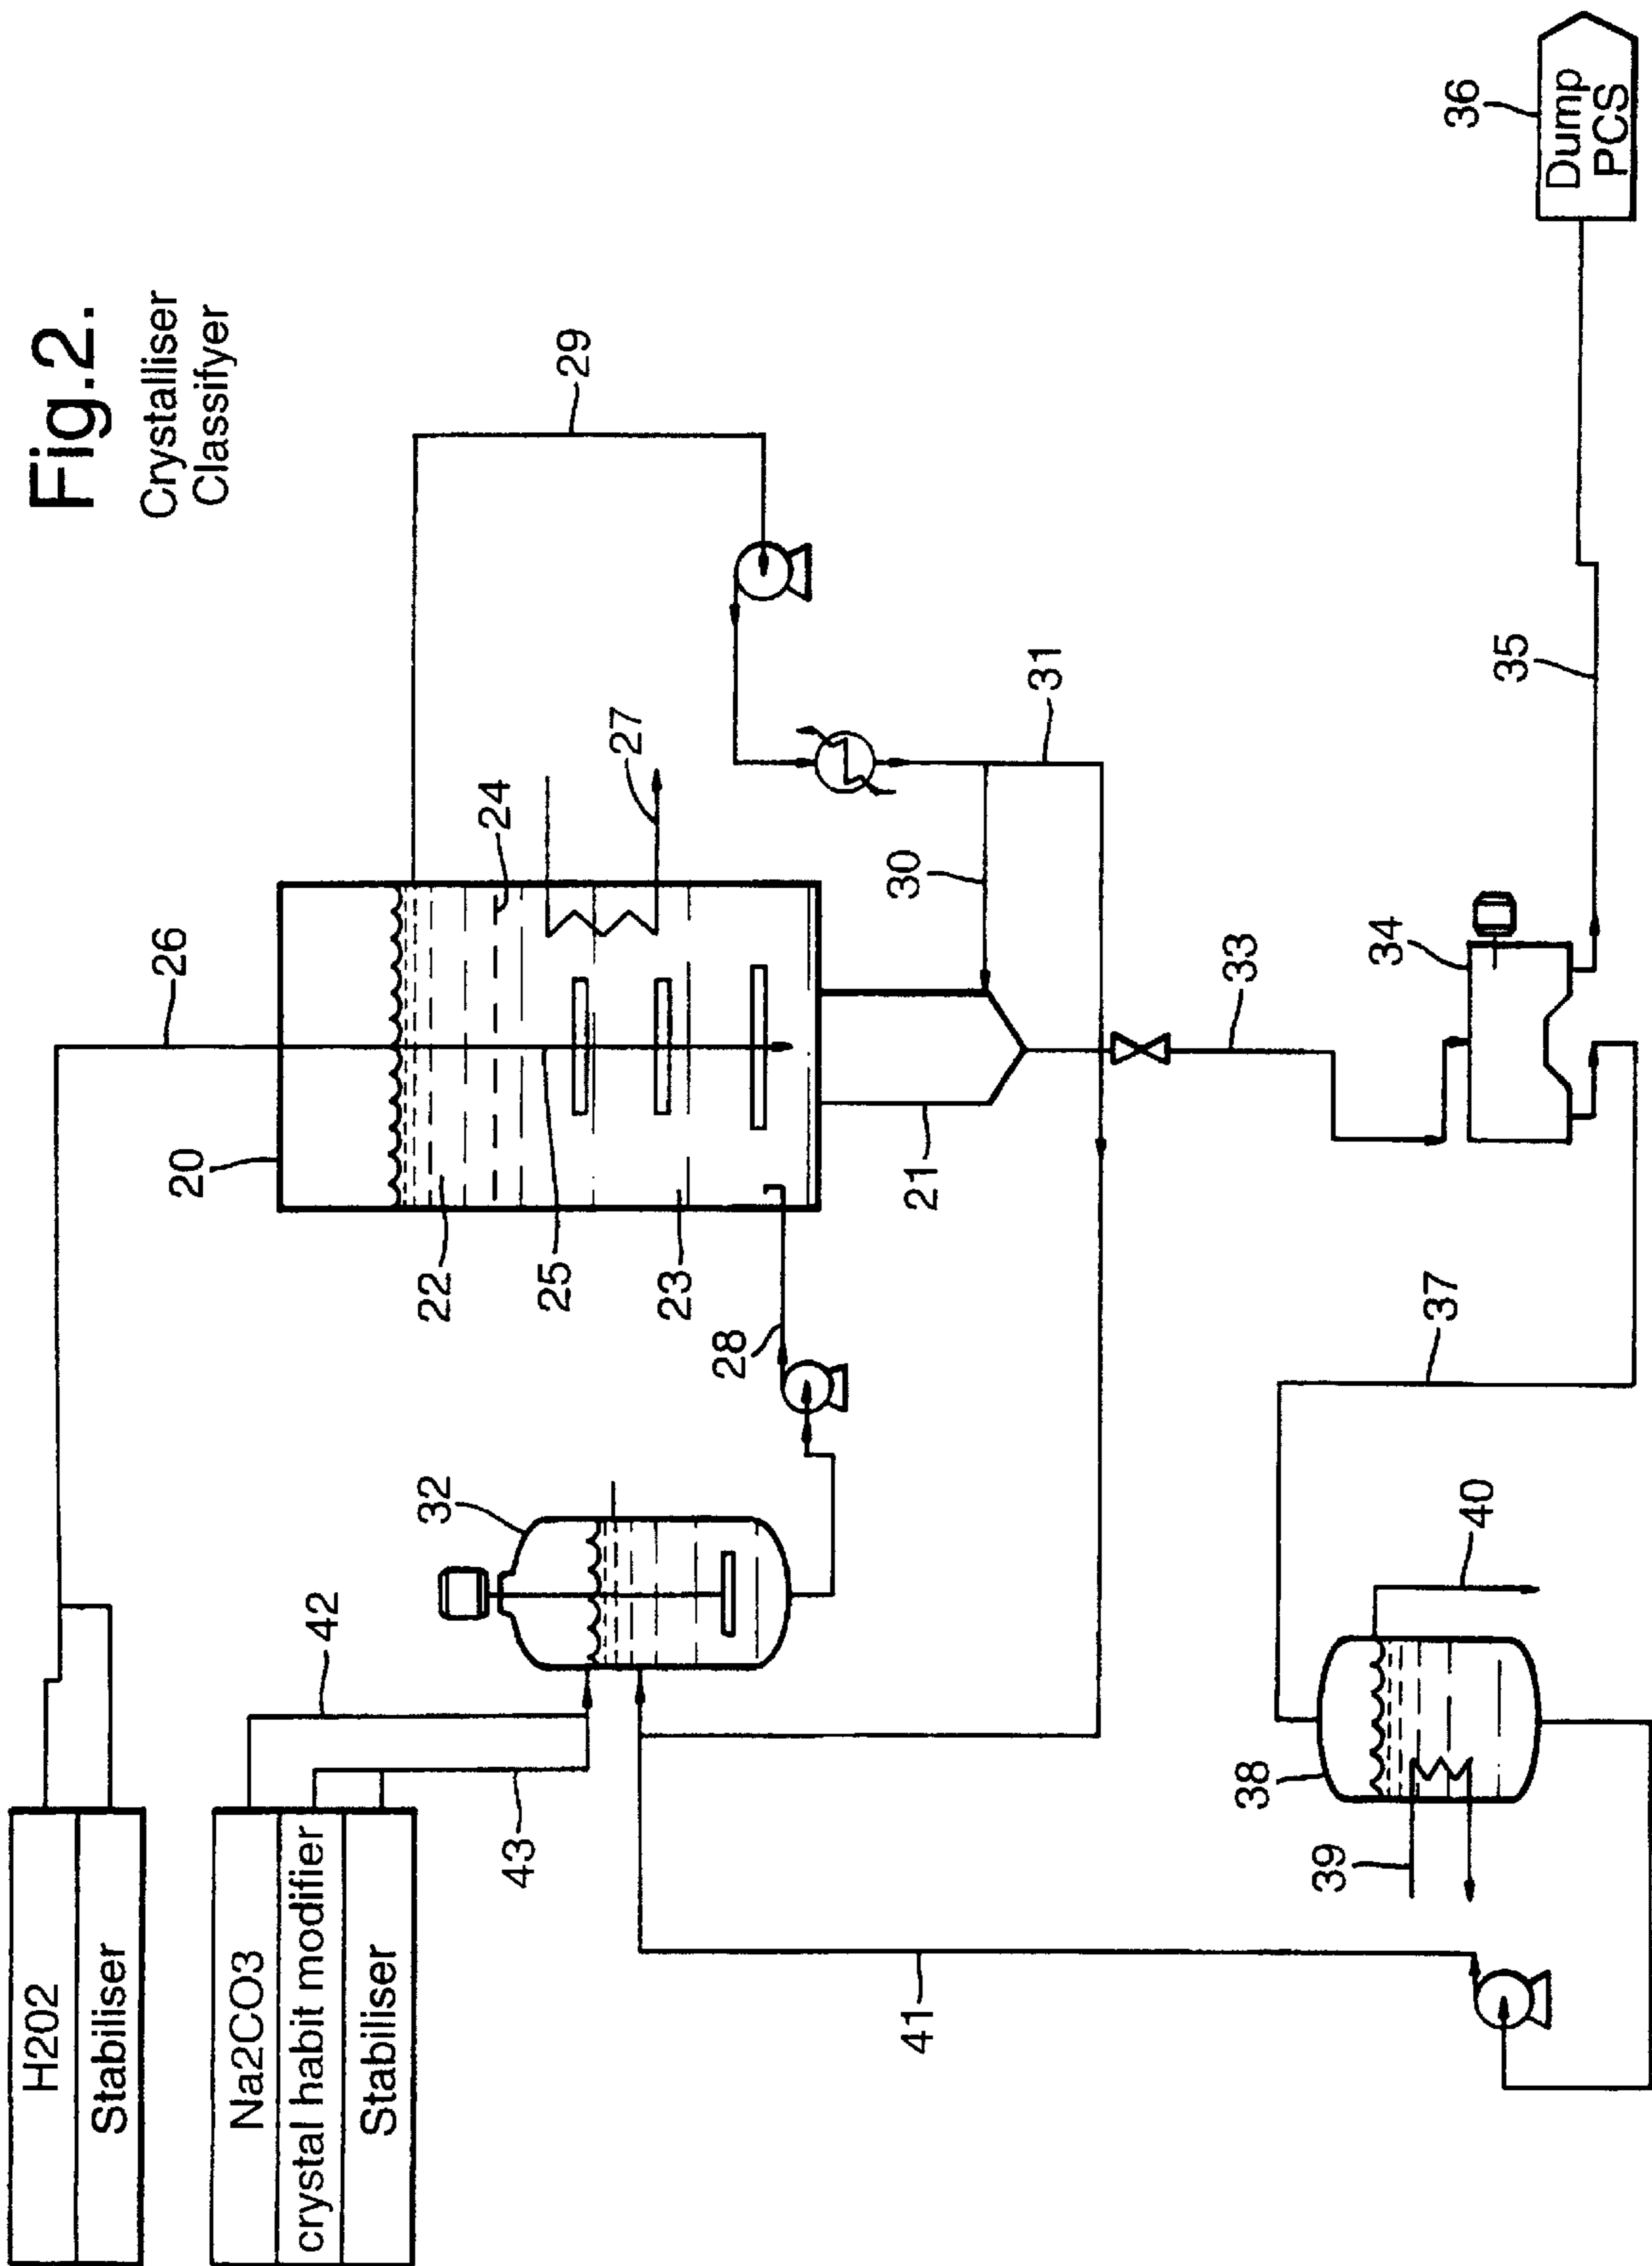 Fig.2.
Crystalliser
Classifyer
H2O2
Stabiliser
Na2CO3
crystal habit modifier
Stabiliser
20
26
29
22
24
27
25
23
28
21
30
31
32
42
43
33
34
35
36
Dump
PCS
37
38
39
40
41